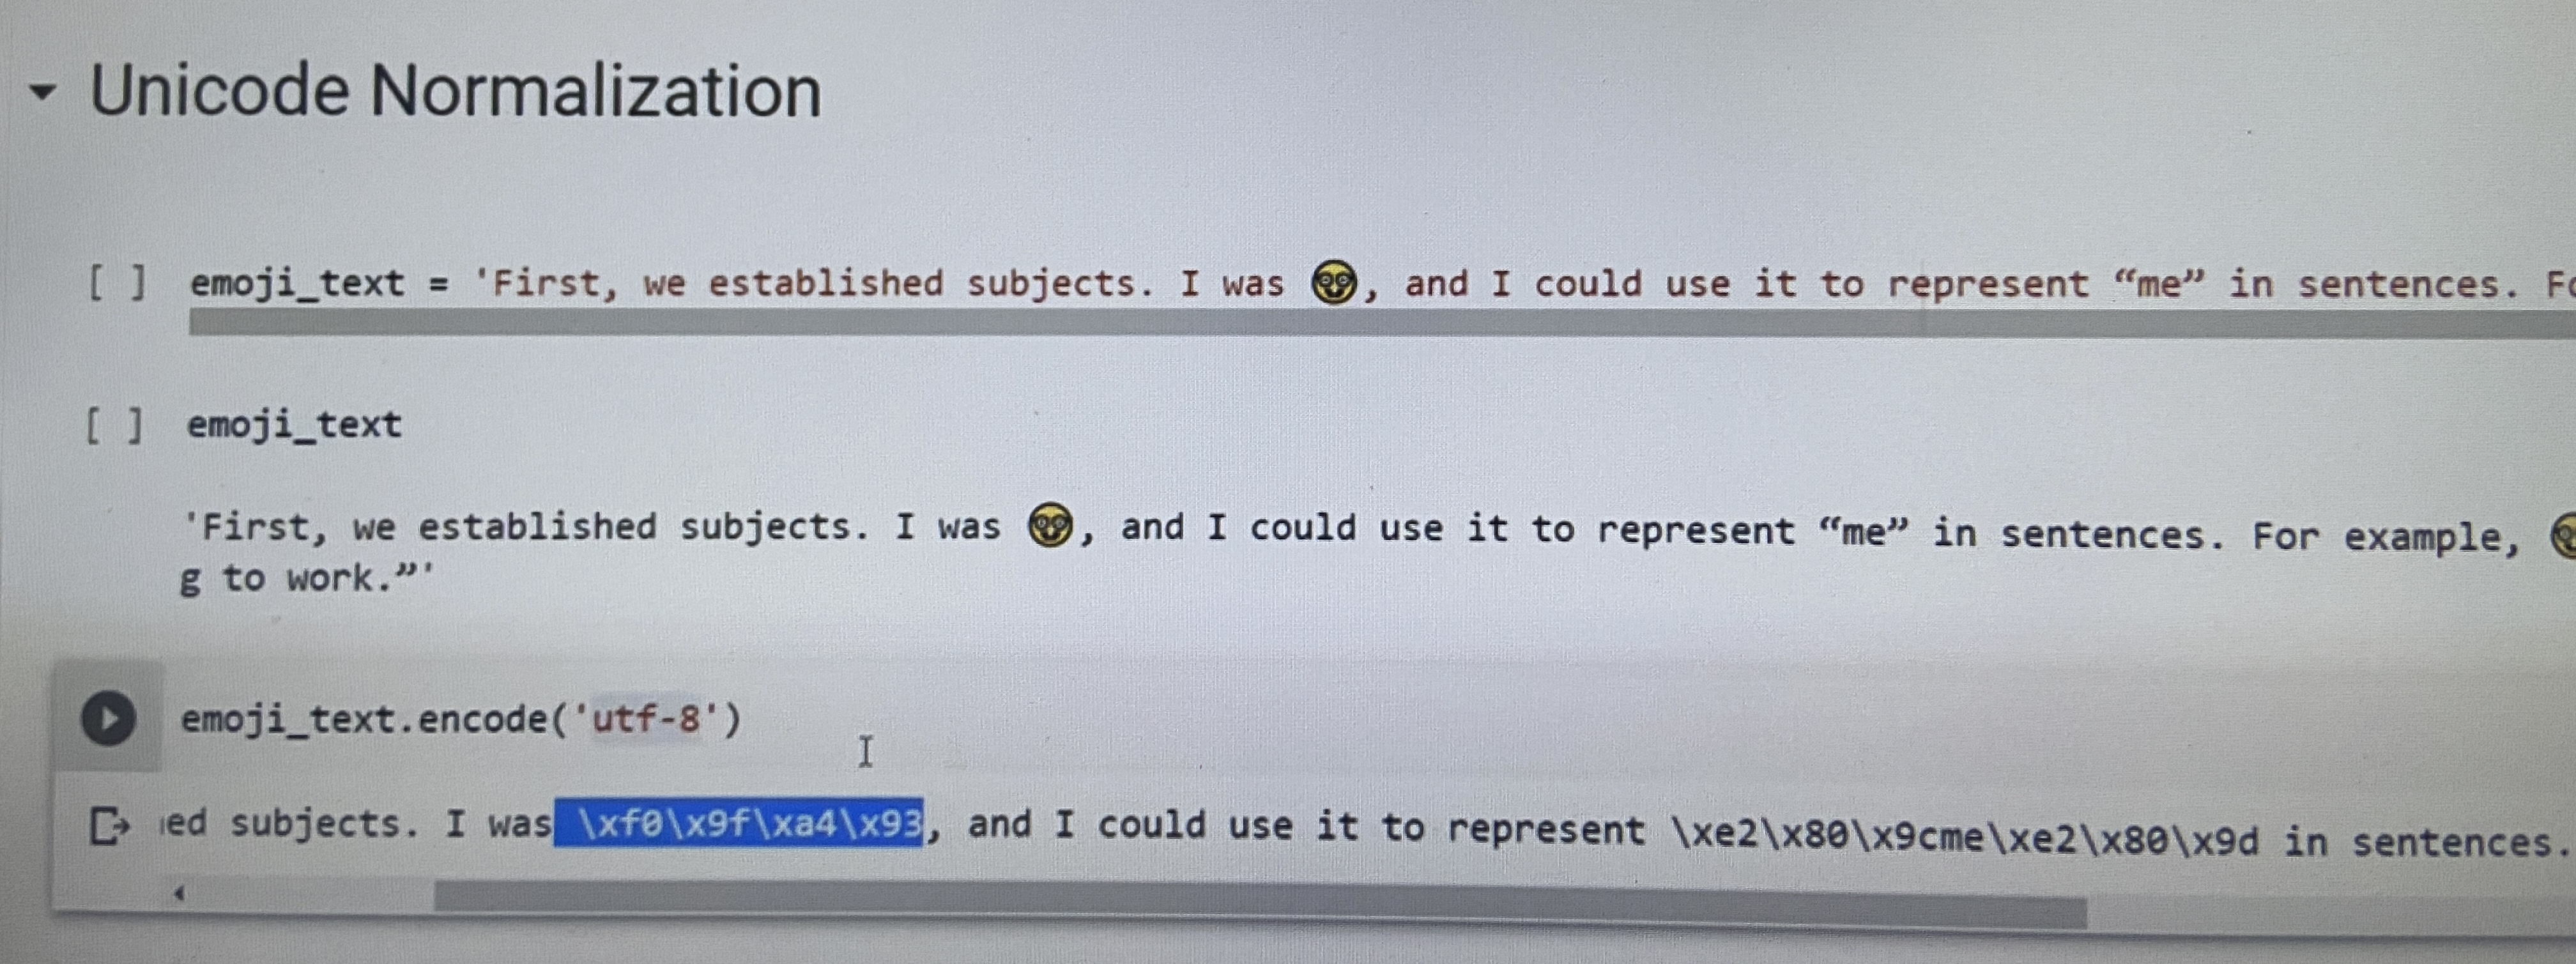 Unicode Normalization
[ ] emoji_text = 'First, we established subjects. I was 🤓, and I could use it to represent “me” in sentences. Fo
[ ] emoji_text
'First, we established subjects. I was 🤓, and I could use it to represent “me” in sentences. For example, 🤓
g to work.”'
emoji_text.encode('utf-8')
ed subjects. I was \xf0\x9f\xa4\x93, and I could use it to represent \xe2\x80\x9cme\xe2\x80\x9d in sentences.